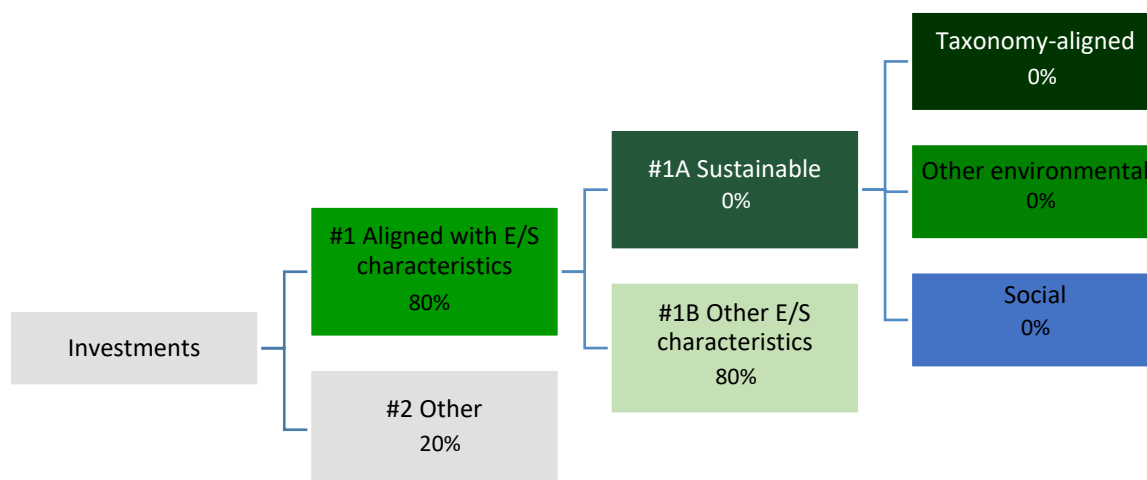 Investments
#1 Aligned with E/S
characteristics
80%
#2 Other
20%
#1A Sustainable
0%
#1B Other E/S
characteristics
80%
Taxonomy-aligned
0%
Other environmental
0%
Social
0%